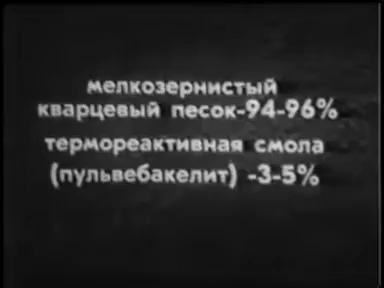 мелкозернистый
кварцевый песок-94-96%
термореактивная смола
(пульвебакелит) -3-5%